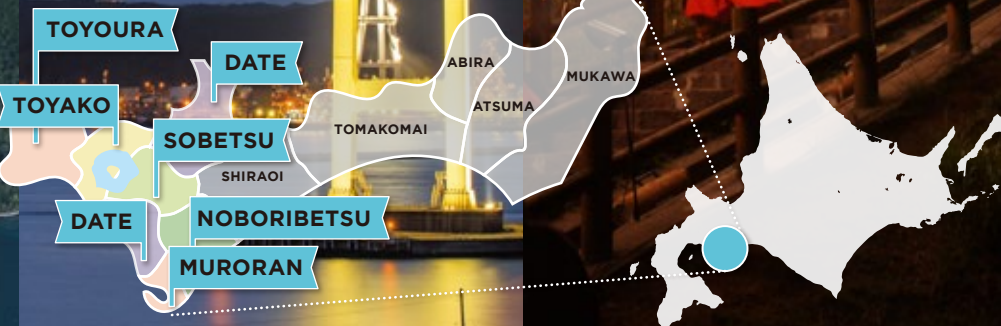 TOYOURA
DATE
ABIRA
MUKAWA
TOYAKO
ATSUMA
TOMAKOMAI
SOBETSU
SHIRAOI
DATE
NOBORIBETSU
MURORAN